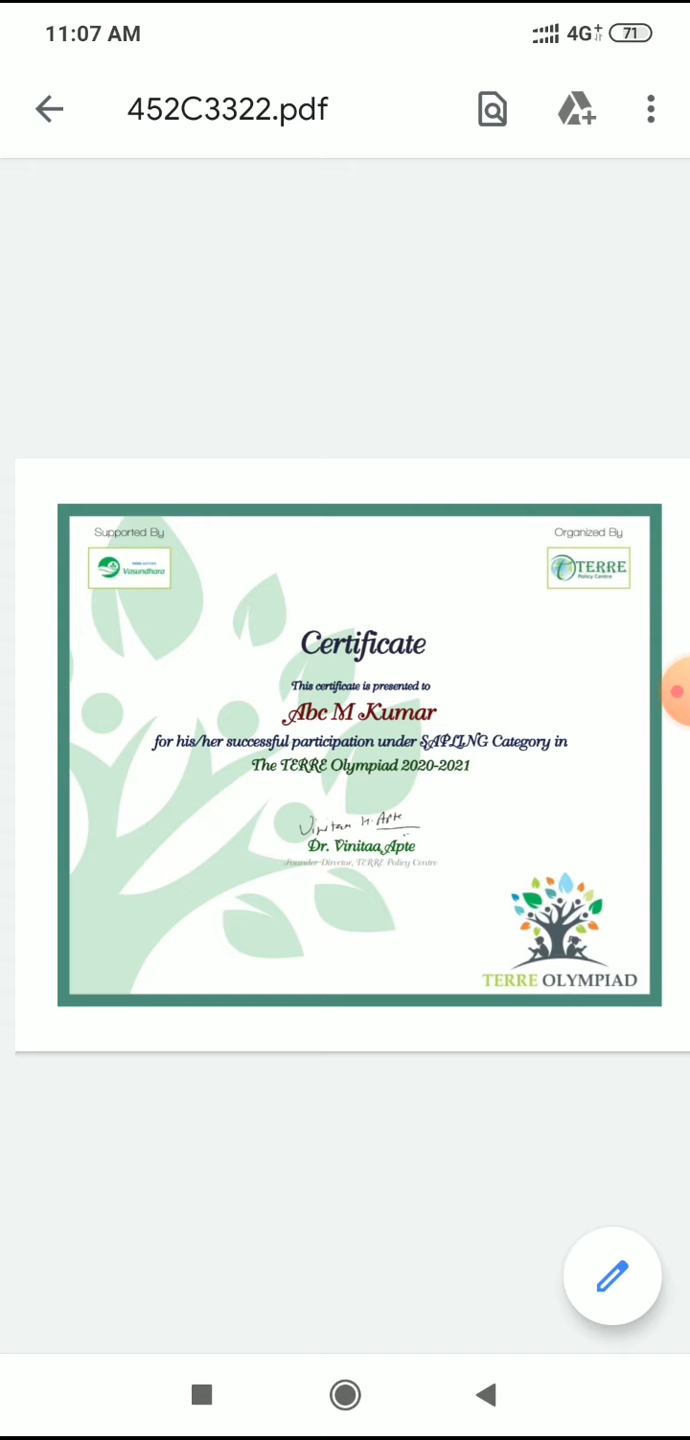 11:07 AM
4G+ 71
452C3322.pdf
Supported By
Organized By
Vasundhara
TERRE
Policy Centre
Certificate
This certificate is presented to
Abc M Kumar
for his/her successful participation under SAPLING Category in
The TERRE Olympiad 2020-2021
Dr. Vinitaa Apte
Founder Director, TERRE Policy Centre
TERRE OLYMPIAD